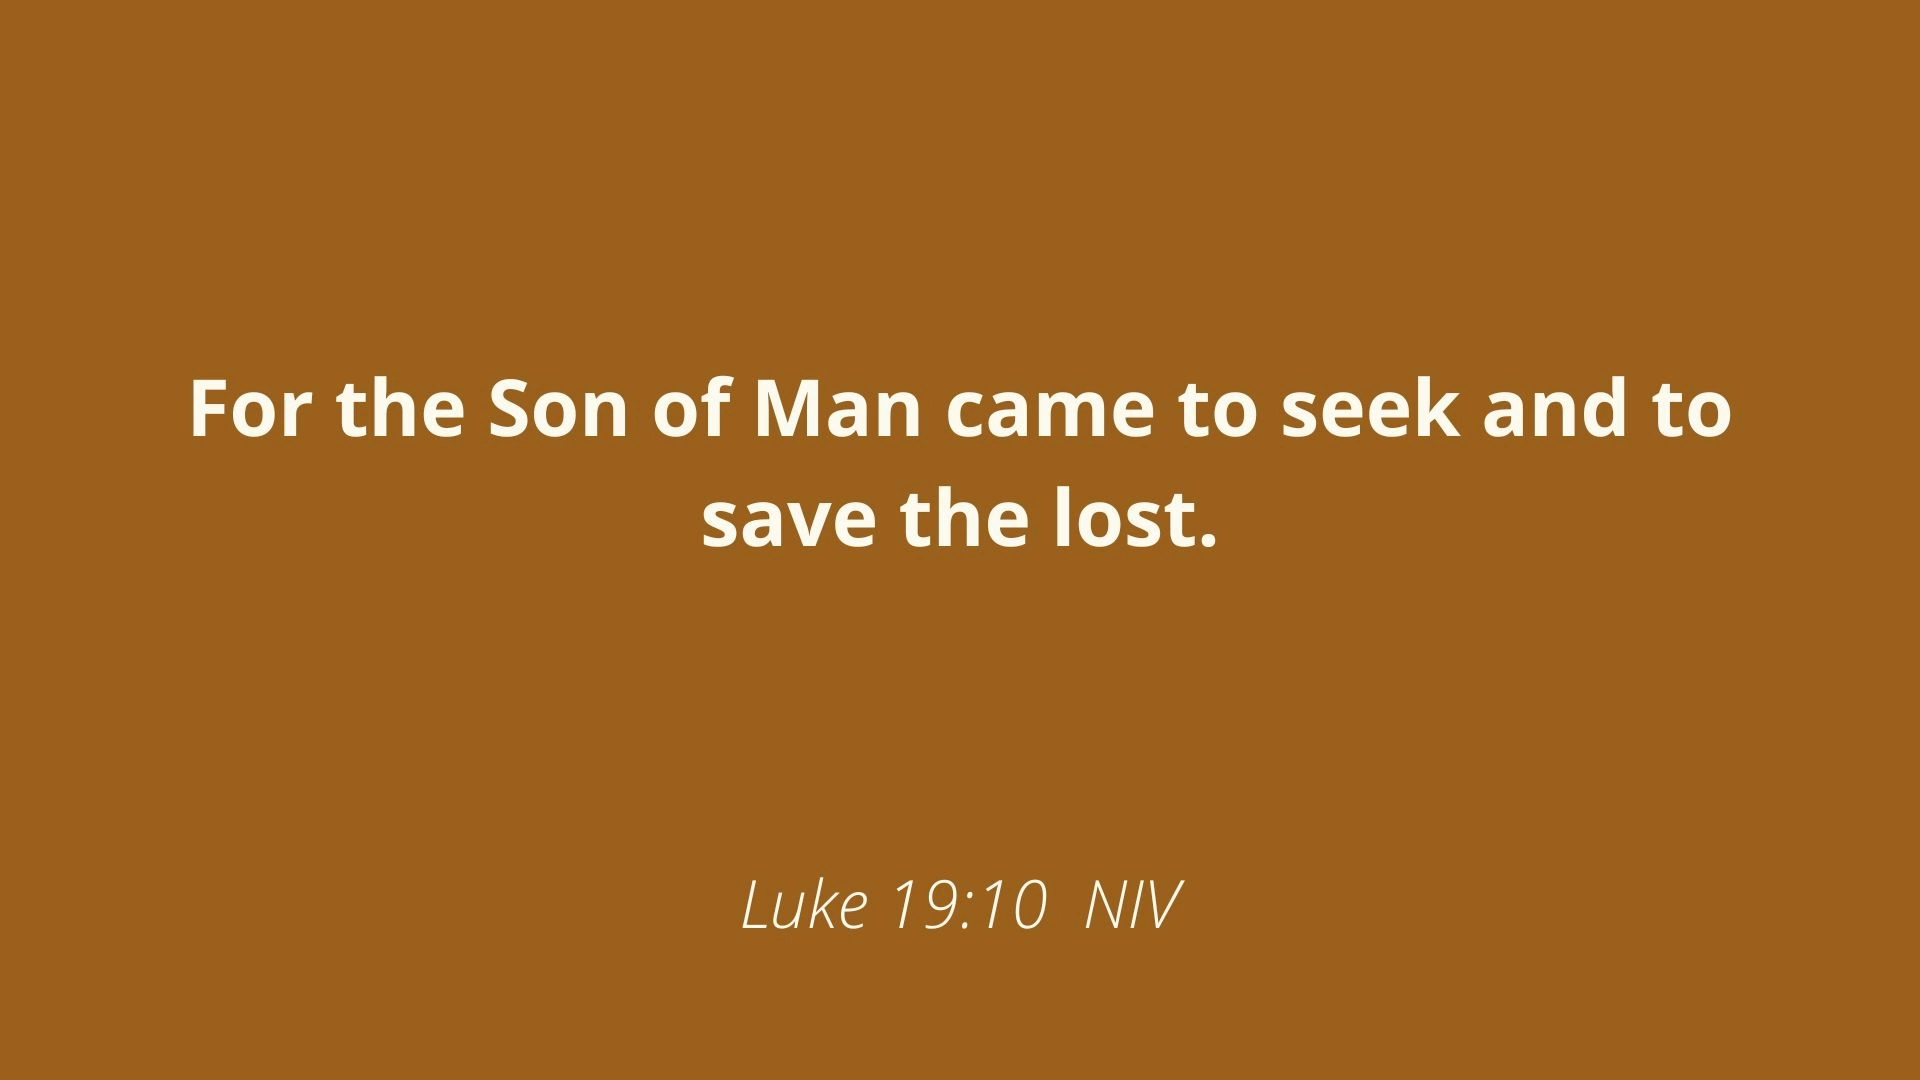 For the Son of Man came to seek and to
save the lost.
Luke 19:10  NIV